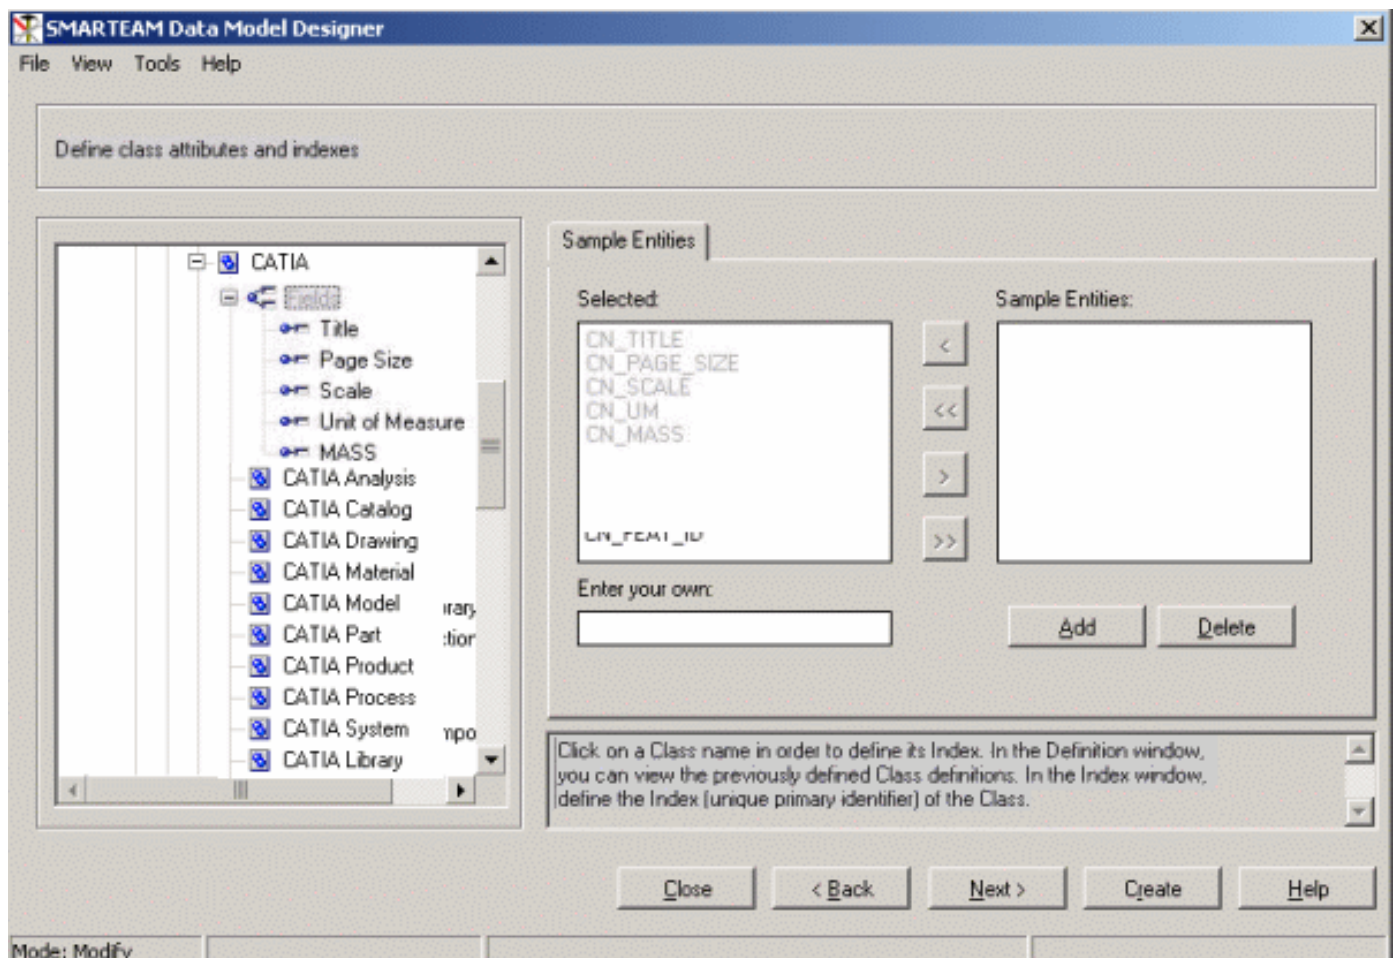 SMARTEAM Data Model Designer
File View Tools Help
Define class attributes and indexes
CATIA
Fields
Title
Page Size
Scale
Unit of Measure
MASS
CATIA Analysis
CATIA Catalog
CATIA Drawing
CATIA Material
CATIA Model
CATIA Part
CATIA Product
CATIA Process
CATIA System
CATIA Library
Sample Entities
Selected:
CN_TITLE
CN_PAGE_SIZE
CN_SCALE
CN_UM
CN_MASS
CN_FEAT_ID
Enter your own:
<
<<
>
>>
Sample Entities:
Add Delete
Click on a Class name in order to define its Index. In the Definition window,
you can view the previously defined Class definitions. In the Index window,
define the Index (unique primary identifier) of the Class.
Close < Back Next > Create Help
Mode: Modify